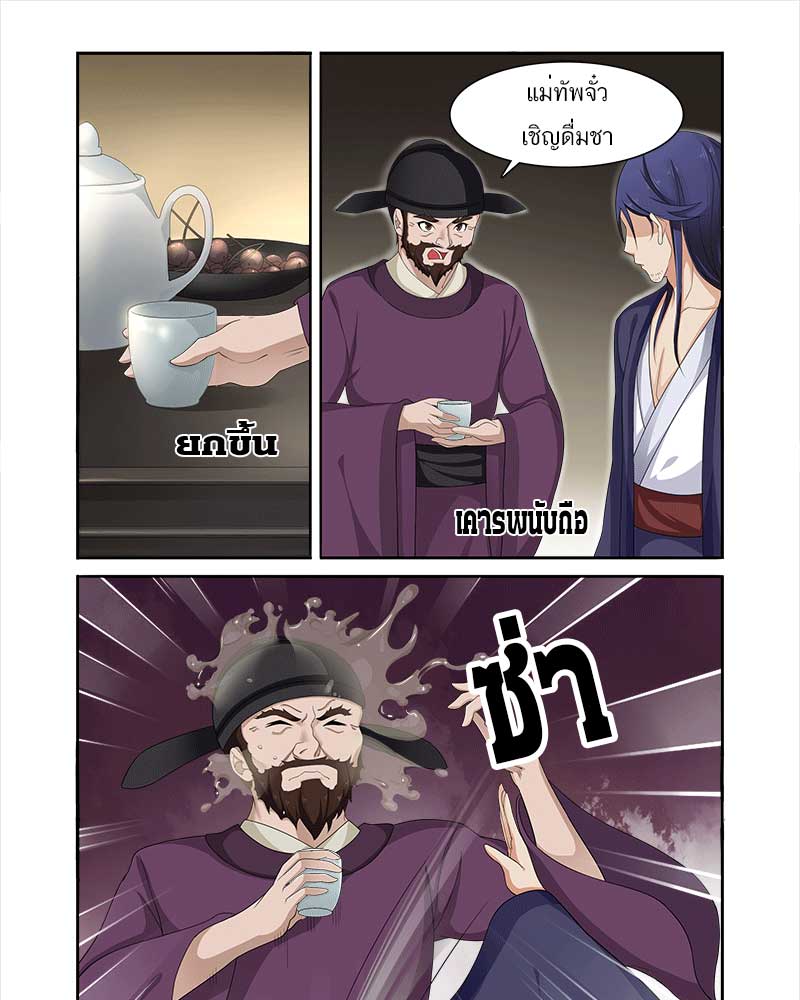 ยกขึ้น
แม่ทัพจั๋ว
เชิญดื่มชา
เคารพนับถือ
ซ่า